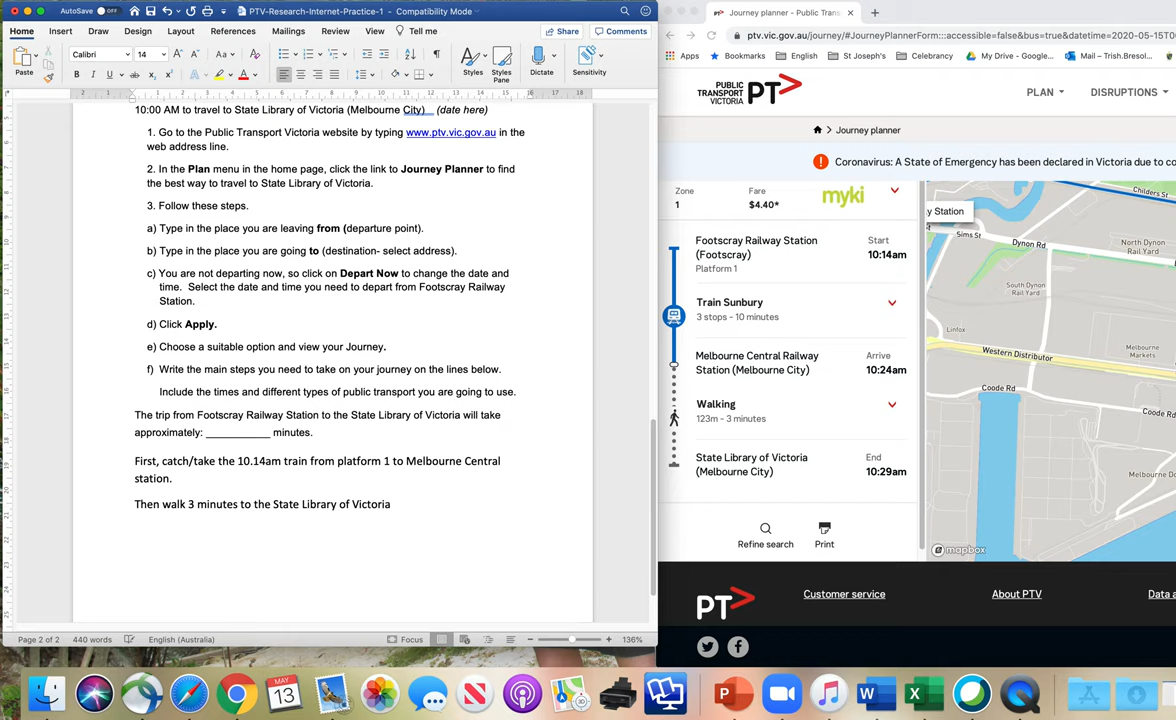 AutoSave OFF
PTV-Research-Internet-Practice-1 - Compatibility Mode
Home Insert Draw Design Layout References Mailings Review View Tell me
Share Comments
Paste
Calibri 14
Styles
Styles Pane
Dictate
Sensitivity
10:00 AM to travel to State Library of Victoria (Melbourne City)__ (date here)
1. Go to the Public Transport Victoria website by typing www.ptv.vic.gov.au in the
web address line.
2. In the Plan menu in the home page, click the link to Journey Planner to find
the best way to travel to State Library of Victoria.
3. Follow these steps.
a) Type in the place you are leaving from (departure point).
b) Type in the place you are going to (destination- select address).
c) You are not departing now, so click on Depart Now to change the date and
time. Select the date and time you need to depart from Footscray Railway
Station.
d) Click Apply.
e) Choose a suitable option and view your Journey.
f) Write the main steps you need to take on your journey on the lines below.
Include the times and different types of public transport you are going to use.
The trip from Footscray Railway Station to the State Library of Victoria will take
approximately: ____________ minutes.
First, catch/take the 10.14am train from platform 1 to Melbourne Central
station.
Then walk 3 minutes to the State Library of Victoria
Page 2 of 2 440 words English (Australia) Focus 136%
Journey planner - Public Trans
ptv.vic.gov.au/journey/#JourneyPlannerForm:::accessible=false&bus=true&datetime=2020-05-15T00
Apps Bookmarks English St Joseph's Celebrancy My Drive - Google... Mail – Trish.Bresol...
PUBLIC
TRANSPORT
VICTORIA
PT>
PLAN DISRUPTIONS
Journey planner
Coronavirus: A State of Emergency has been declared in Victoria due to co
Zone
1
Fare
$4.40*
myki
Footscray Railway Station
(Footscray)
Platform 1
Start
10:14am
Train Sunbury
3 stops - 10 minutes
Melbourne Central Railway
Station (Melbourne City)
Arrive
10:24am
Walking
123m - 3 minutes
State Library of Victoria
(Melbourne City)
End
10:29am
Refine search
Print
y Station
Childers St
Sims St
Dynon Rd
North Dynon
Rail Yard
South Dynon
Rail Yard
Linfox
Western Distributor
Melbourne
Markets
Coode Rd
Coode
Melbourne Do
mapbox
PT>
Customer service
About PTV
Data a
MAY
13